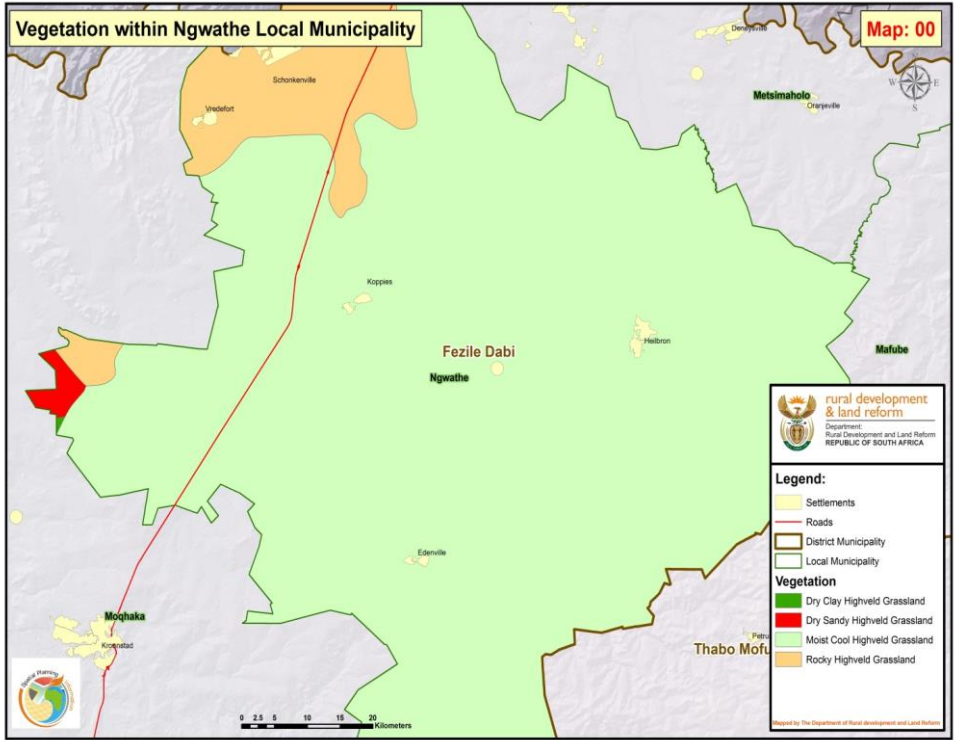 Vegetation within Ngwathe Local Municipality
Map: 00
Deneysville
Schonkenville
Vredefort
Metsimaholo
Oranjeville
N
W E
S
Koppies
Heilbron
Fezile Dabi
Ngwathe
Mafube
rural development
& land reform
Department:
Rural Development and Land Reform
REPUBLIC OF SOUTH AFRICA
Legend:
Settlements
Roads
District Municipality
Local Municipality
Vegetation
Dry Clay Highveld Grassland
Dry Sandy Highveld Grassland
Moist Cool Highveld Grassland
Rocky Highveld Grassland
Edenville
Moqhaka
Kroonstad
Petru
Thabo Mofu
Spatial Planning
Information
0 2.5 5 10 15 20
Kilometers
Mapped by The Department of Rural development and Land Reform